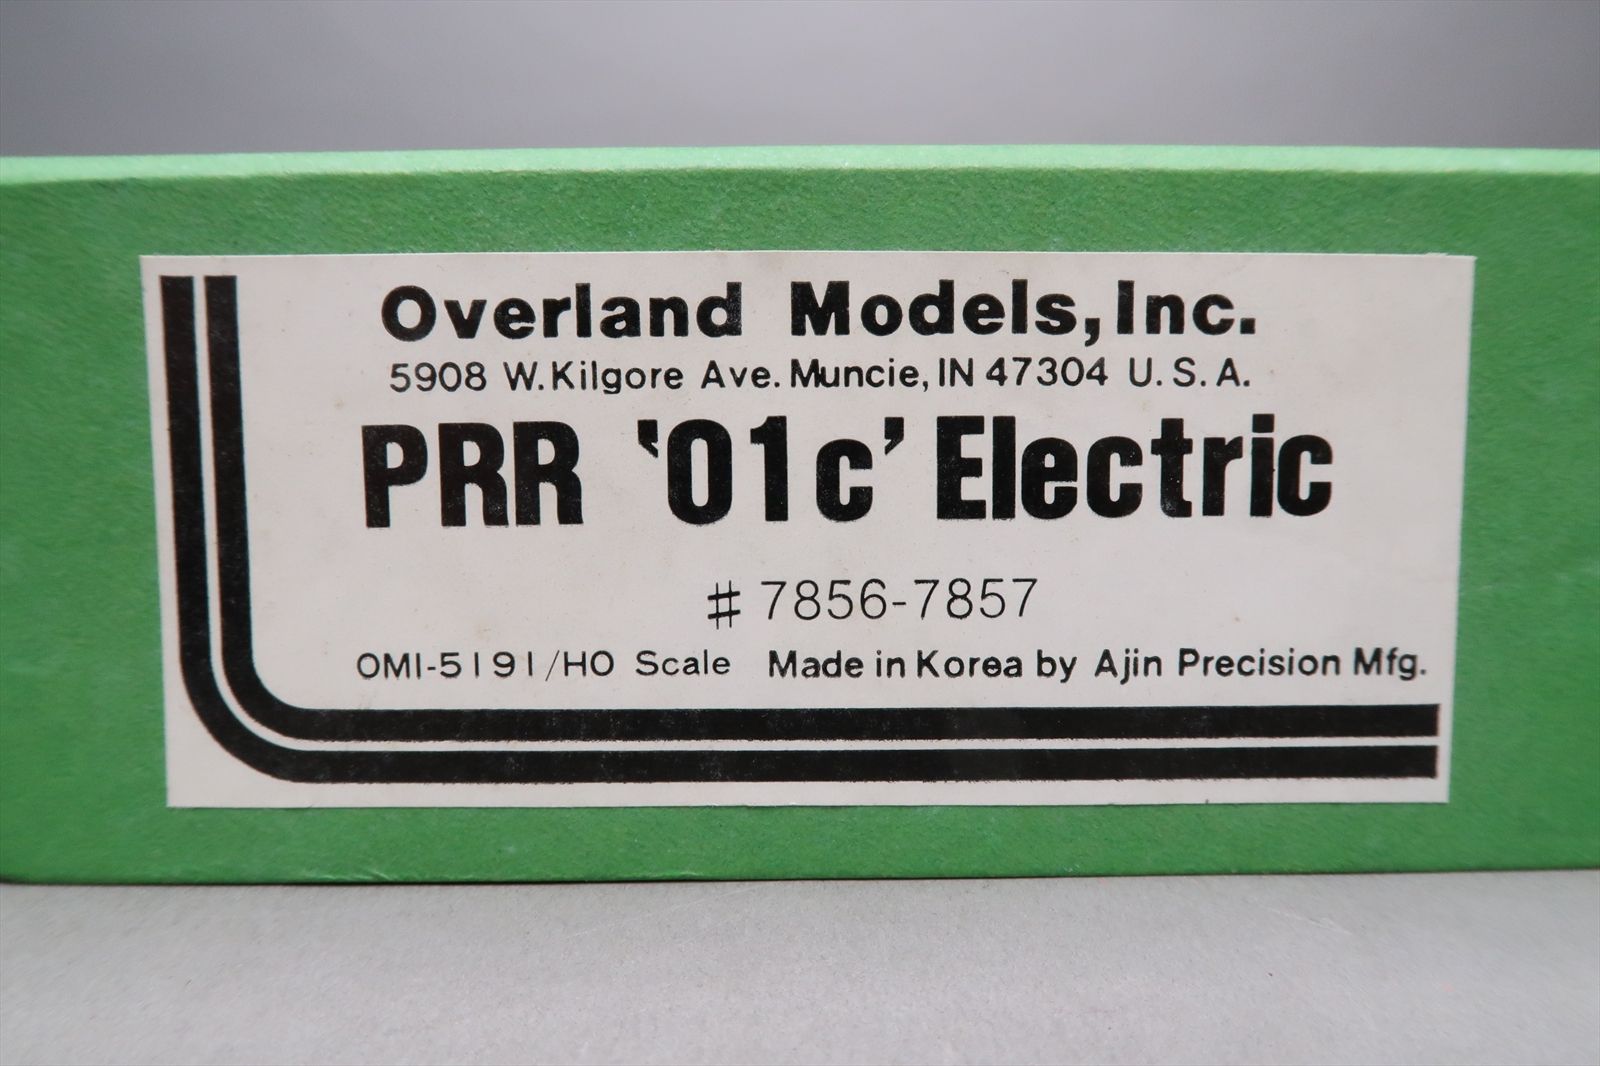 Overland Models, Inc.
5908 W. Kilgore Ave. Muncie, IN 47304 U.S.A.
PRR '01c' Electric
# 7856-7857
OMI-5191/HO Scale Made in Korea by Ajin Precision Mfg.